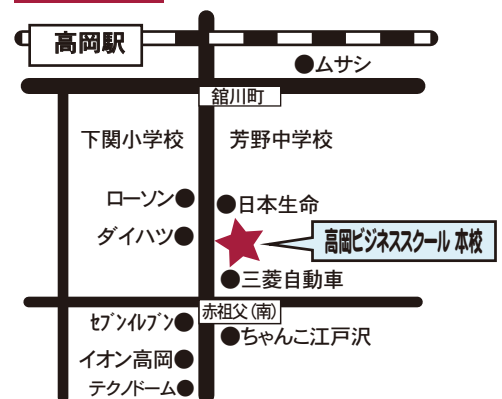 高岡駅
ムサシ
舘川町
下関小学校
芳野中学校
ローソン
日本生命
ダイハツ
高岡ビジネススクール 本校
三菱自動車
赤祖父(南)
セブンイレブン
ちゃんこ江戸沢
イオン高岡
テクノドーム